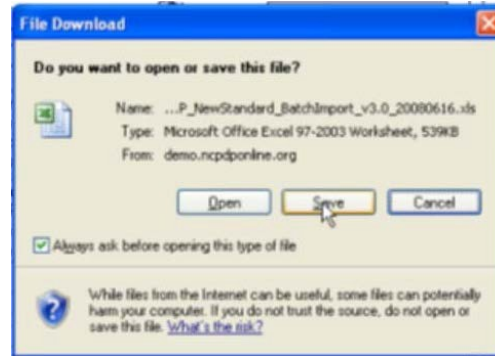 File Download
Do you want to open or save this file?
Name: ...P_NewStandard_BatchImport_v3.0_20080616.xls
Type: Microsoft Office Excel 97-2003 Worksheet, 539KB
From: demo.ncpdponline.org
Open Save Cancel
Always ask before opening this type of file
While files from the Internet can be useful, some files can potentially
harm your computer. If you do not trust the source, do not open or
save this file. What's the risk?